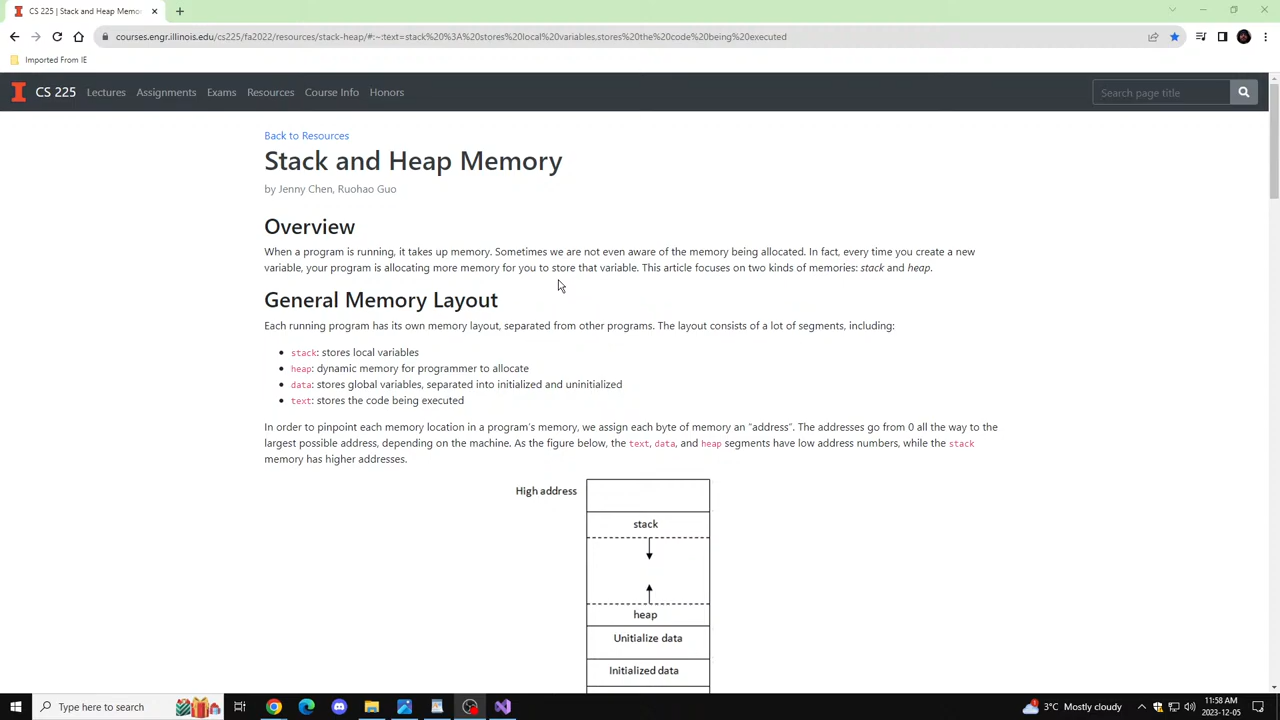 CS 225 | Stack and Heap Memor
courses.engr.illinois.edu/cs225/fa2022/resources/stack-heap/#:~:text=stack%20%3A%20stores%20local%20variables,stores%20the%20code%20being%20executed
Imported From IE
CS 225 Lectures Assignments Exams Resources Course Info Honors Search page title
Back to Resources
Stack and Heap Memory
by Jenny Chen, Ruohao Guo
Overview
When a program is running, it takes up memory. Sometimes we are not even aware of the memory being allocated. In fact, every time you create a new
variable, your program is allocating more memory for you to store that variable. This article focuses on two kinds of memories: stack and heap.
General Memory Layout
Each running program has its own memory layout, separated from other programs. The layout consists of a lot of segments, including:
• stack: stores local variables
• heap: dynamic memory for programmer to allocate
• data: stores global variables, separated into initialized and uninitialized
• text: stores the code being executed
In order to pinpoint each memory location in a program's memory, we assign each byte of memory an "address". The addresses go from 0 all the way to the
largest possible address, depending on the machine. As the figure below, the text, data, and heap segments have low address numbers, while the stack
memory has higher addresses.
High address
stack
heap
Unitialize data
Initialized data
Type here to search
3°C Mostly cloudy
11:58 AM
2023-12-05